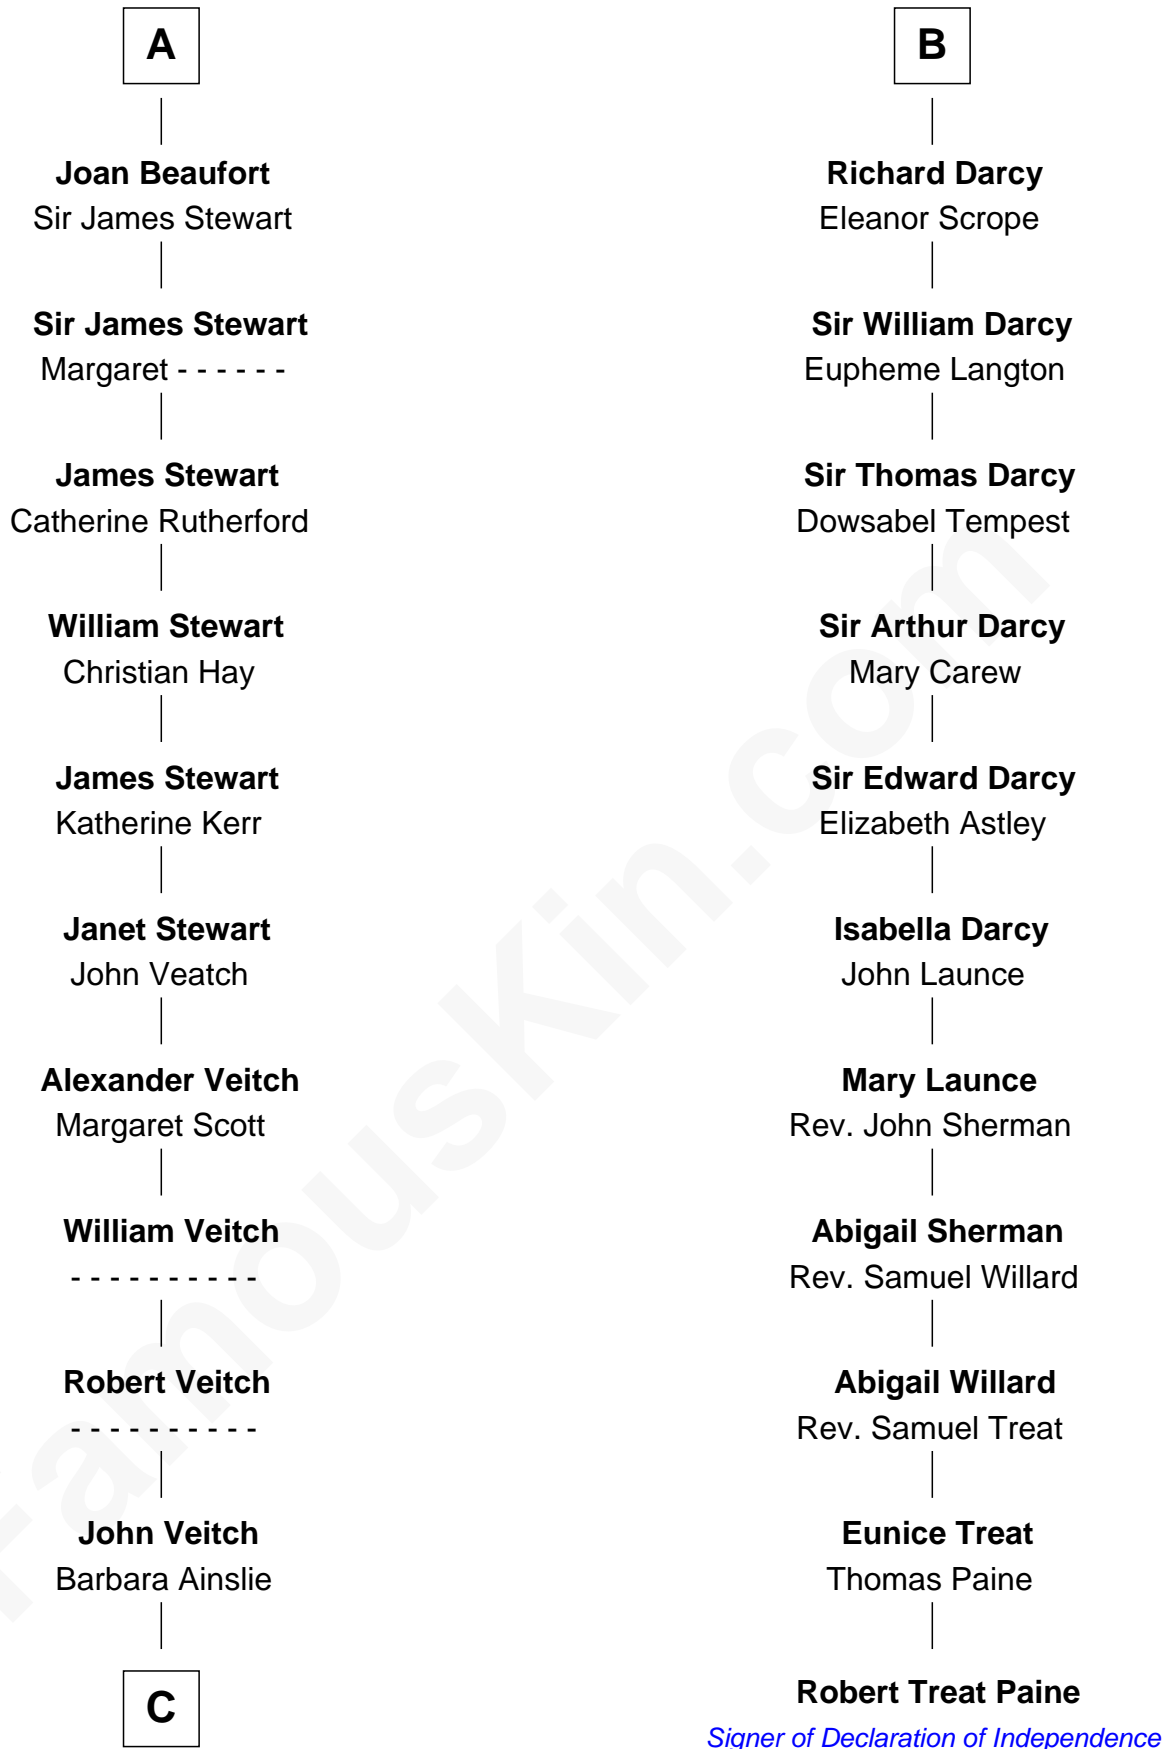 A
Joan Beaufort
Sir James Stewart
Sir James Stewart
Margaret - - - - - -
James Stewart
Catherine Rutherford
William Stewart
Christian Hay
James Stewart
Katherine Kerr
Janet Stewart
John Veatch
Alexander Veitch
Margaret Scott
William Veitch
- - - - - - - - - -
Robert Veitch
- - - - - - - - - -
John Veitch
Barbara Ainslie
C
B
Richard Darcy
Eleanor Scrope
Sir William Darcy
Eupheme Langton
Sir Thomas Darcy
Dowsabel Tempest
Sir Arthur Darcy
Mary Carew
Sir Edward Darcy
Elizabeth Astley
Isabella Darcy
John Launce
Mary Launce
Rev. John Sherman
Abigail Sherman
Rev. Samuel Willard
Abigail Willard
Rev. Samuel Treat
Eunice Treat
Thomas Paine
Robert Treat Paine
Signer of Declaration of Independence
FamousKin.com